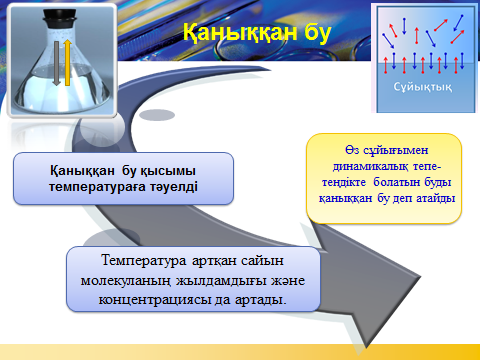 Қаныққан бу
Сұйықтық
Қаныққан бу қысымы
температураға тәуелді
Өз сұйығымен
динамикалық тепе-
теңдікте болатын буды
қаныққан бу деп атайды
Температура артқан сайын
молекуланың жылдамдығы және
концентрациясы да артады.